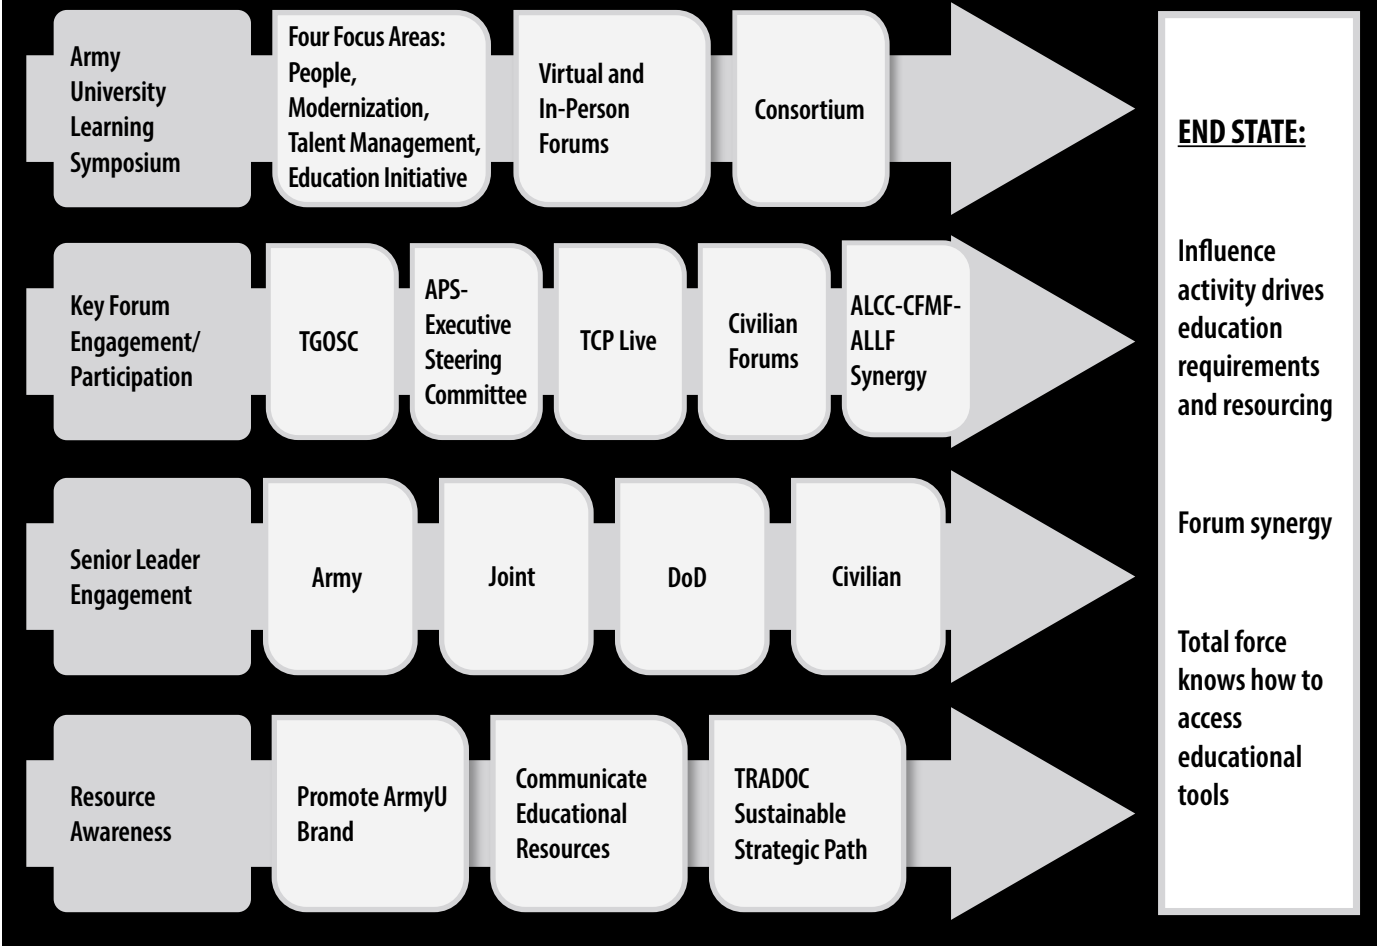 Army
University
Learning
Symposium
Four Focus Areas:
People,
Modernization,
Talent Management,
Education Initiative
Virtual and
In-Person
Forums
Consortium
Key Forum
Engagement/
Participation
TGOSC
APS-
Executive
Steering
Committee
TCP Live
Civilian
Forums
ALCC-CFMF-
ALLF
Synergy
Senior Leader
Engagement
Army
Joint
DoD
Civilian
Resource
Awareness
Promote ArmyU
Brand
Communicate
Educational
Resources
TRADOC
Sustainable
Strategic Path
END STATE:
Influence
activity drives
education
requirements
and resourcing
Forum synergy
Total force
knows how to
access
educational
tools